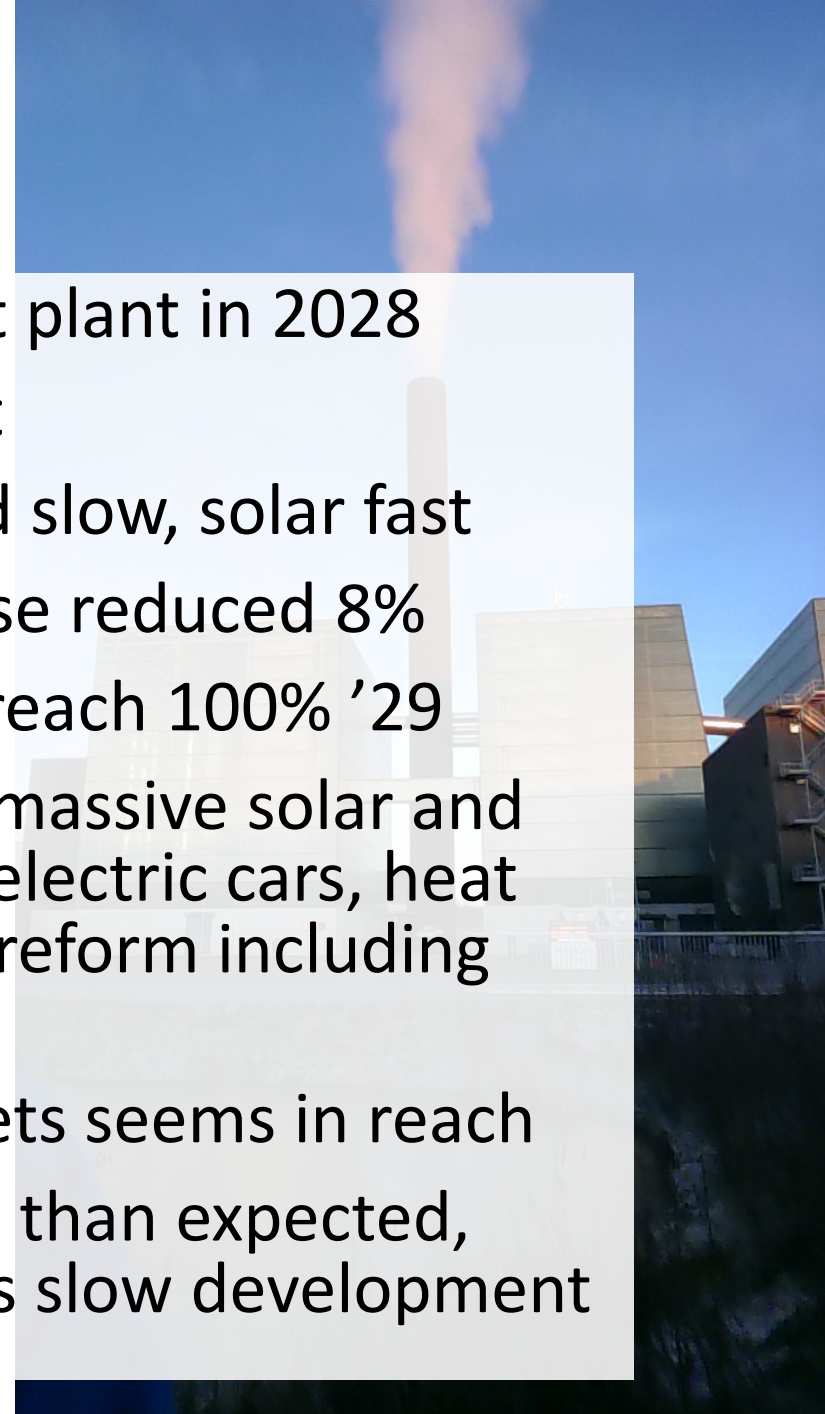 t plant in 2028
t
d slow, solar fast
se reduced 8%
reach 100% ’29
massive solar and
electric cars, heat
reform including
ets seems in reach
than expected,
s slow development